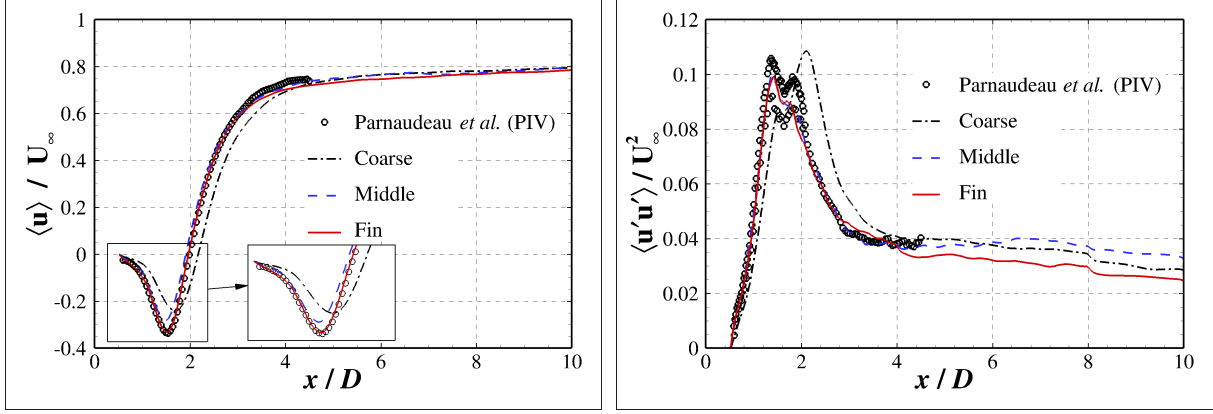 1
0.8
0.6
0.4
0.2
0
-0.2
-0.4
⟨u⟩ / U∞
Parnaudeau et al. (PIV)
Coarse
Middle
Fin
0 2 4 6 8 10
x / D
0.12
0.1
0.08
0.06
0.04
0.02
0
⟨u′u′⟩ / U²∞
Parnaudeau et al. (PIV)
Coarse
Middle
Fin
0 2 4 6 8 10
x / D